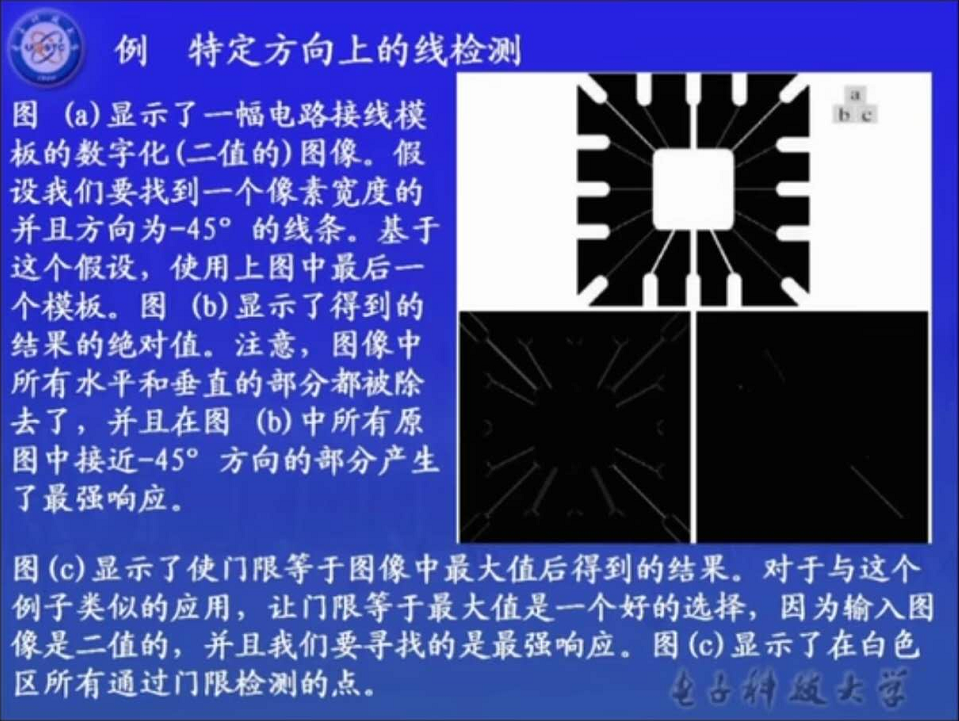 例 特定方向上的线检测
图 (a)显示了一幅电路接线模
板的数字化(二值的)图像。假
设我们要找到一个像素宽度的
并且方向为-45° 的线条。基于
这个假设，使用上图中最后一
个模板。图 (b)显示了得到的
结果的绝对值。注意，图像中
所有水平和垂直的部分都被除
去了，并且在图 (b)中所有原
图中接近-45° 方向的部分产生
了最强响应。
a
b c
图(c)显示了使门限等于图像中最大值后得到的结果。对于与这个
例子类似的应用，让门限等于最大值是一个好的选择，因为输入图
像是二值的，并且我们要寻找的是最强响应。图(c)显示了在白色
区所有通过门限检测的点。
电子科技大学